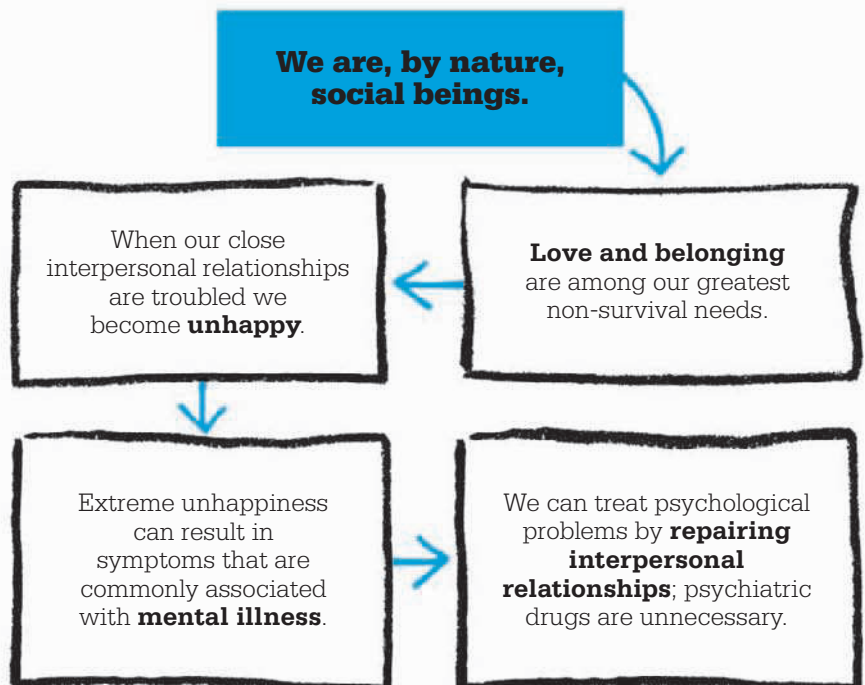 We are, by nature,
social beings.
Love and belonging
are among our greatest
non-survival needs.
When our close
interpersonal relationships
are troubled we
become unhappy.
Extreme unhappiness
can result in
symptoms that are
commonly associated
with mental illness.
We can treat psychological
problems by repairing
interpersonal
relationships; psychiatric
drugs are unnecessary.